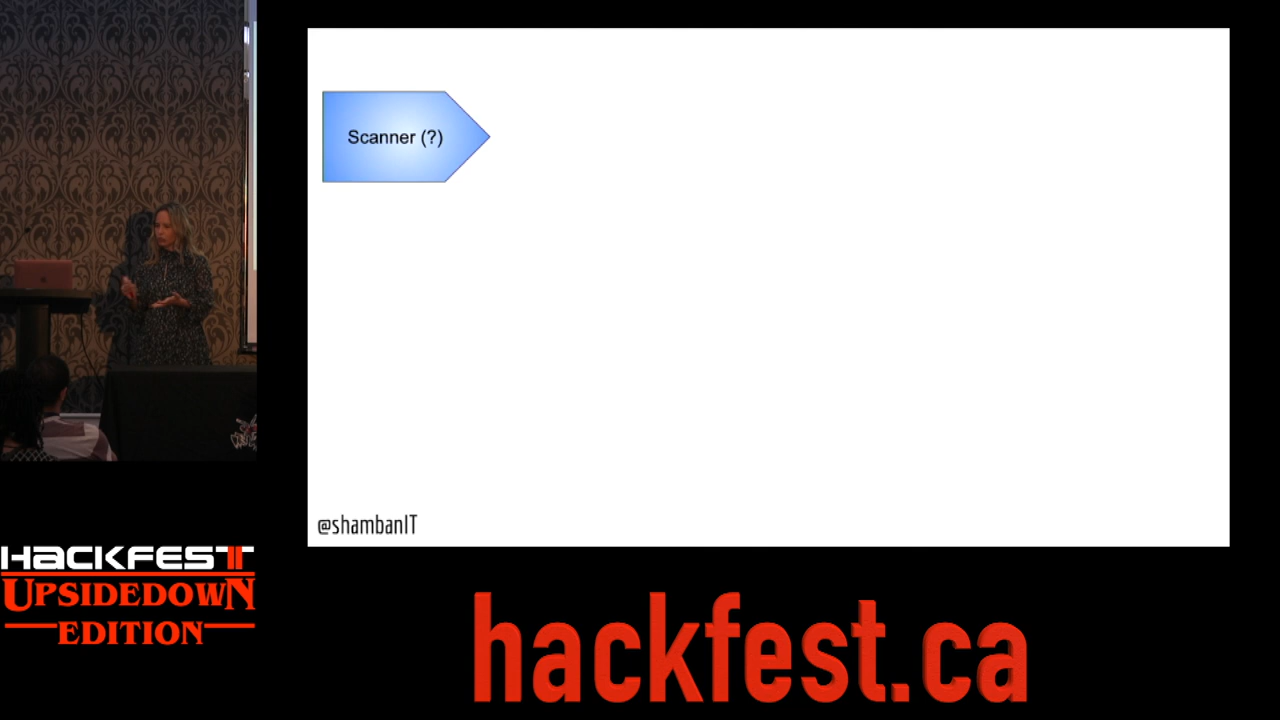 Scanner (?)
@shambanIT
HACKFEST
UPSIDEDOWN
EDITION
hackfest.ca